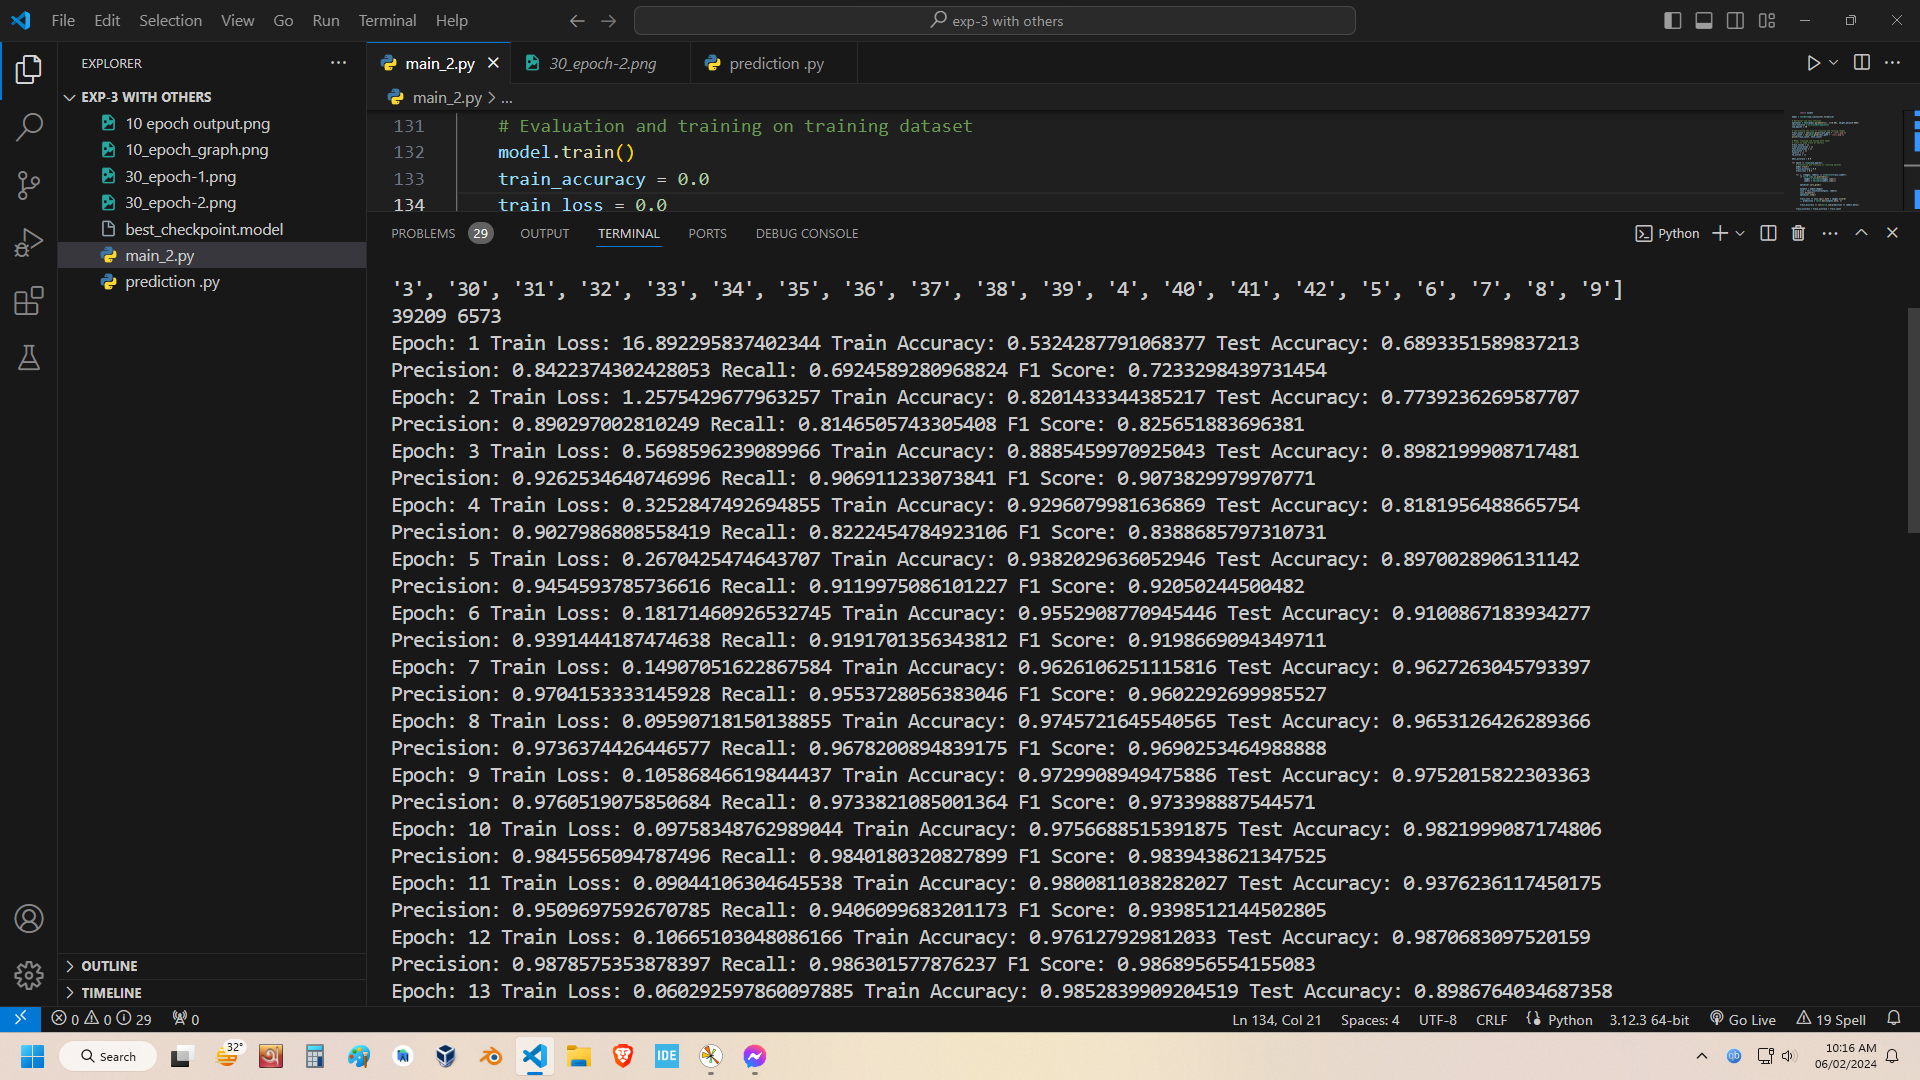 File Edit Selection View Go Run Terminal Help
exp-3 with others
EXPLORER
main_2.py
30_epoch-2.png
prediction .py
EXP-3 WITH OTHERS
10 epoch output.png
10_epoch_graph.png
30_epoch-1.png
30_epoch-2.png
best_checkpoint.model
main_2.py
prediction .py
main_2.py > ...
131 # Evaluation and training on training dataset
132 model.train()
133 train_accuracy = 0.0
134 train_loss = 0.0
PROBLEMS 29 OUTPUT TERMINAL PORTS DEBUG CONSOLE
Python
'3', '30', '31', '32', '33', '34', '35', '36', '37', '38', '39', '4', '40', '41', '42', '5', '6', '7', '8', '9']
39209 6573
Epoch: 1 Train Loss: 16.892295837402344 Train Accuracy: 0.5324287791068377 Test Accuracy: 0.6893351589837213
Precision: 0.8422374302428053 Recall: 0.6924589280968824 F1 Score: 0.7233298439731454
Epoch: 2 Train Loss: 1.2575429677963257 Train Accuracy: 0.8201433344385217 Test Accuracy: 0.7739236269587707
Precision: 0.890297002810249 Recall: 0.8146505743305408 F1 Score: 0.825651883696381
Epoch: 3 Train Loss: 0.5698596239089966 Train Accuracy: 0.8885459970925043 Test Accuracy: 0.8982199908717481
Precision: 0.9262534640746996 Recall: 0.906911233073841 F1 Score: 0.9073829979970771
Epoch: 4 Train Loss: 0.3252847492694855 Train Accuracy: 0.9296079981636869 Test Accuracy: 0.8181956488665754
Precision: 0.9027986808558419 Recall: 0.8222454784923106 F1 Score: 0.8388685797310731
Epoch: 5 Train Loss: 0.2670425474643707 Train Accuracy: 0.9382029636052946 Test Accuracy: 0.8970028906131142
Precision: 0.9454593785736616 Recall: 0.9119975086101227 F1 Score: 0.92050244500482
Epoch: 6 Train Loss: 0.18171460926532745 Train Accuracy: 0.9552908770945446 Test Accuracy: 0.9100867183934277
Precision: 0.9391444187474638 Recall: 0.9191701356343812 F1 Score: 0.9198669094349711
Epoch: 7 Train Loss: 0.14907051622867584 Train Accuracy: 0.9626106251115816 Test Accuracy: 0.9627263045793397
Precision: 0.9704153333145928 Recall: 0.9553728056383046 F1 Score: 0.9602292699985527
Epoch: 8 Train Loss: 0.09590718150138855 Train Accuracy: 0.9745721645540565 Test Accuracy: 0.9653126426289366
Precision: 0.9736374426446577 Recall: 0.9678200894839175 F1 Score: 0.9690253464988888
Epoch: 9 Train Loss: 0.10586846619844437 Train Accuracy: 0.9729908949475886 Test Accuracy: 0.9752015822303363
Precision: 0.9760519075850684 Recall: 0.9733821085001364 F1 Score: 0.973398887544571
Epoch: 10 Train Loss: 0.09758348762989044 Train Accuracy: 0.9756688515391875 Test Accuracy: 0.9821999087174806
Precision: 0.9845565094787496 Recall: 0.9840180320827899 F1 Score: 0.9839438621347525
Epoch: 11 Train Loss: 0.09044106304645538 Train Accuracy: 0.9800811038282027 Test Accuracy: 0.9376236117450175
Precision: 0.9509697592670785 Recall: 0.9406099683201173 F1 Score: 0.9398512144502805
Epoch: 12 Train Loss: 0.10665103048086166 Train Accuracy: 0.976127929812033 Test Accuracy: 0.9870683097520159
Precision: 0.9878575353878397 Recall: 0.986301577876237 F1 Score: 0.9868956554155083
Epoch: 13 Train Loss: 0.060292597860097885 Train Accuracy: 0.9852839909204519 Test Accuracy: 0.8986764034687358
OUTLINE
TIMELINE
0 0 29 0
Ln 134, Col 21 Spaces: 4 UTF-8 CRLF Python 3.12.3 64-bit Go Live 19 Spell
Search
32°
IDE
qb
10:16 AM
06/02/2024